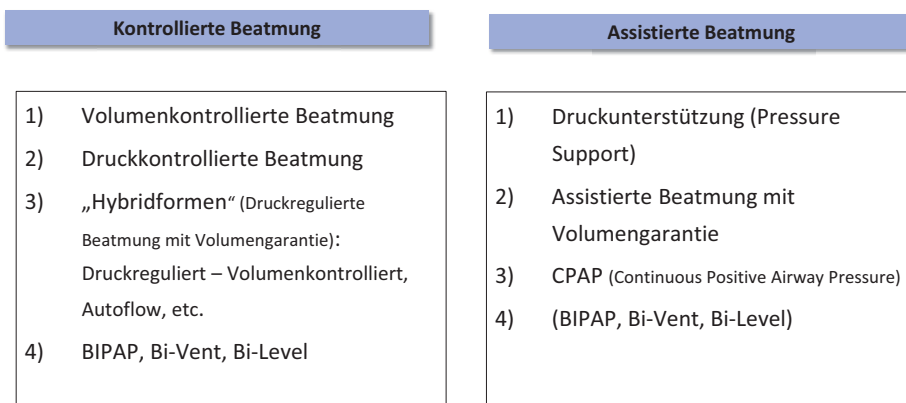 Kontrollierte Beatmung
1) Volumenkontrollierte Beatmung
2) Druckkontrollierte Beatmung
3) „Hybridformen“ (Druckregulierte
Beatmung mit Volumengarantie):
Druckreguliert – Volumenkontrolliert,
Autoflow, etc.
4) BIPAP, Bi-Vent, Bi-Level
Assistierte Beatmung
1) Druckunterstützung (Pressure
Support)
2) Assistierte Beatmung mit
Volumengarantie
3) CPAP (Continuous Positive Airway Pressure)
4) (BIPAP, Bi-Vent, Bi-Level)